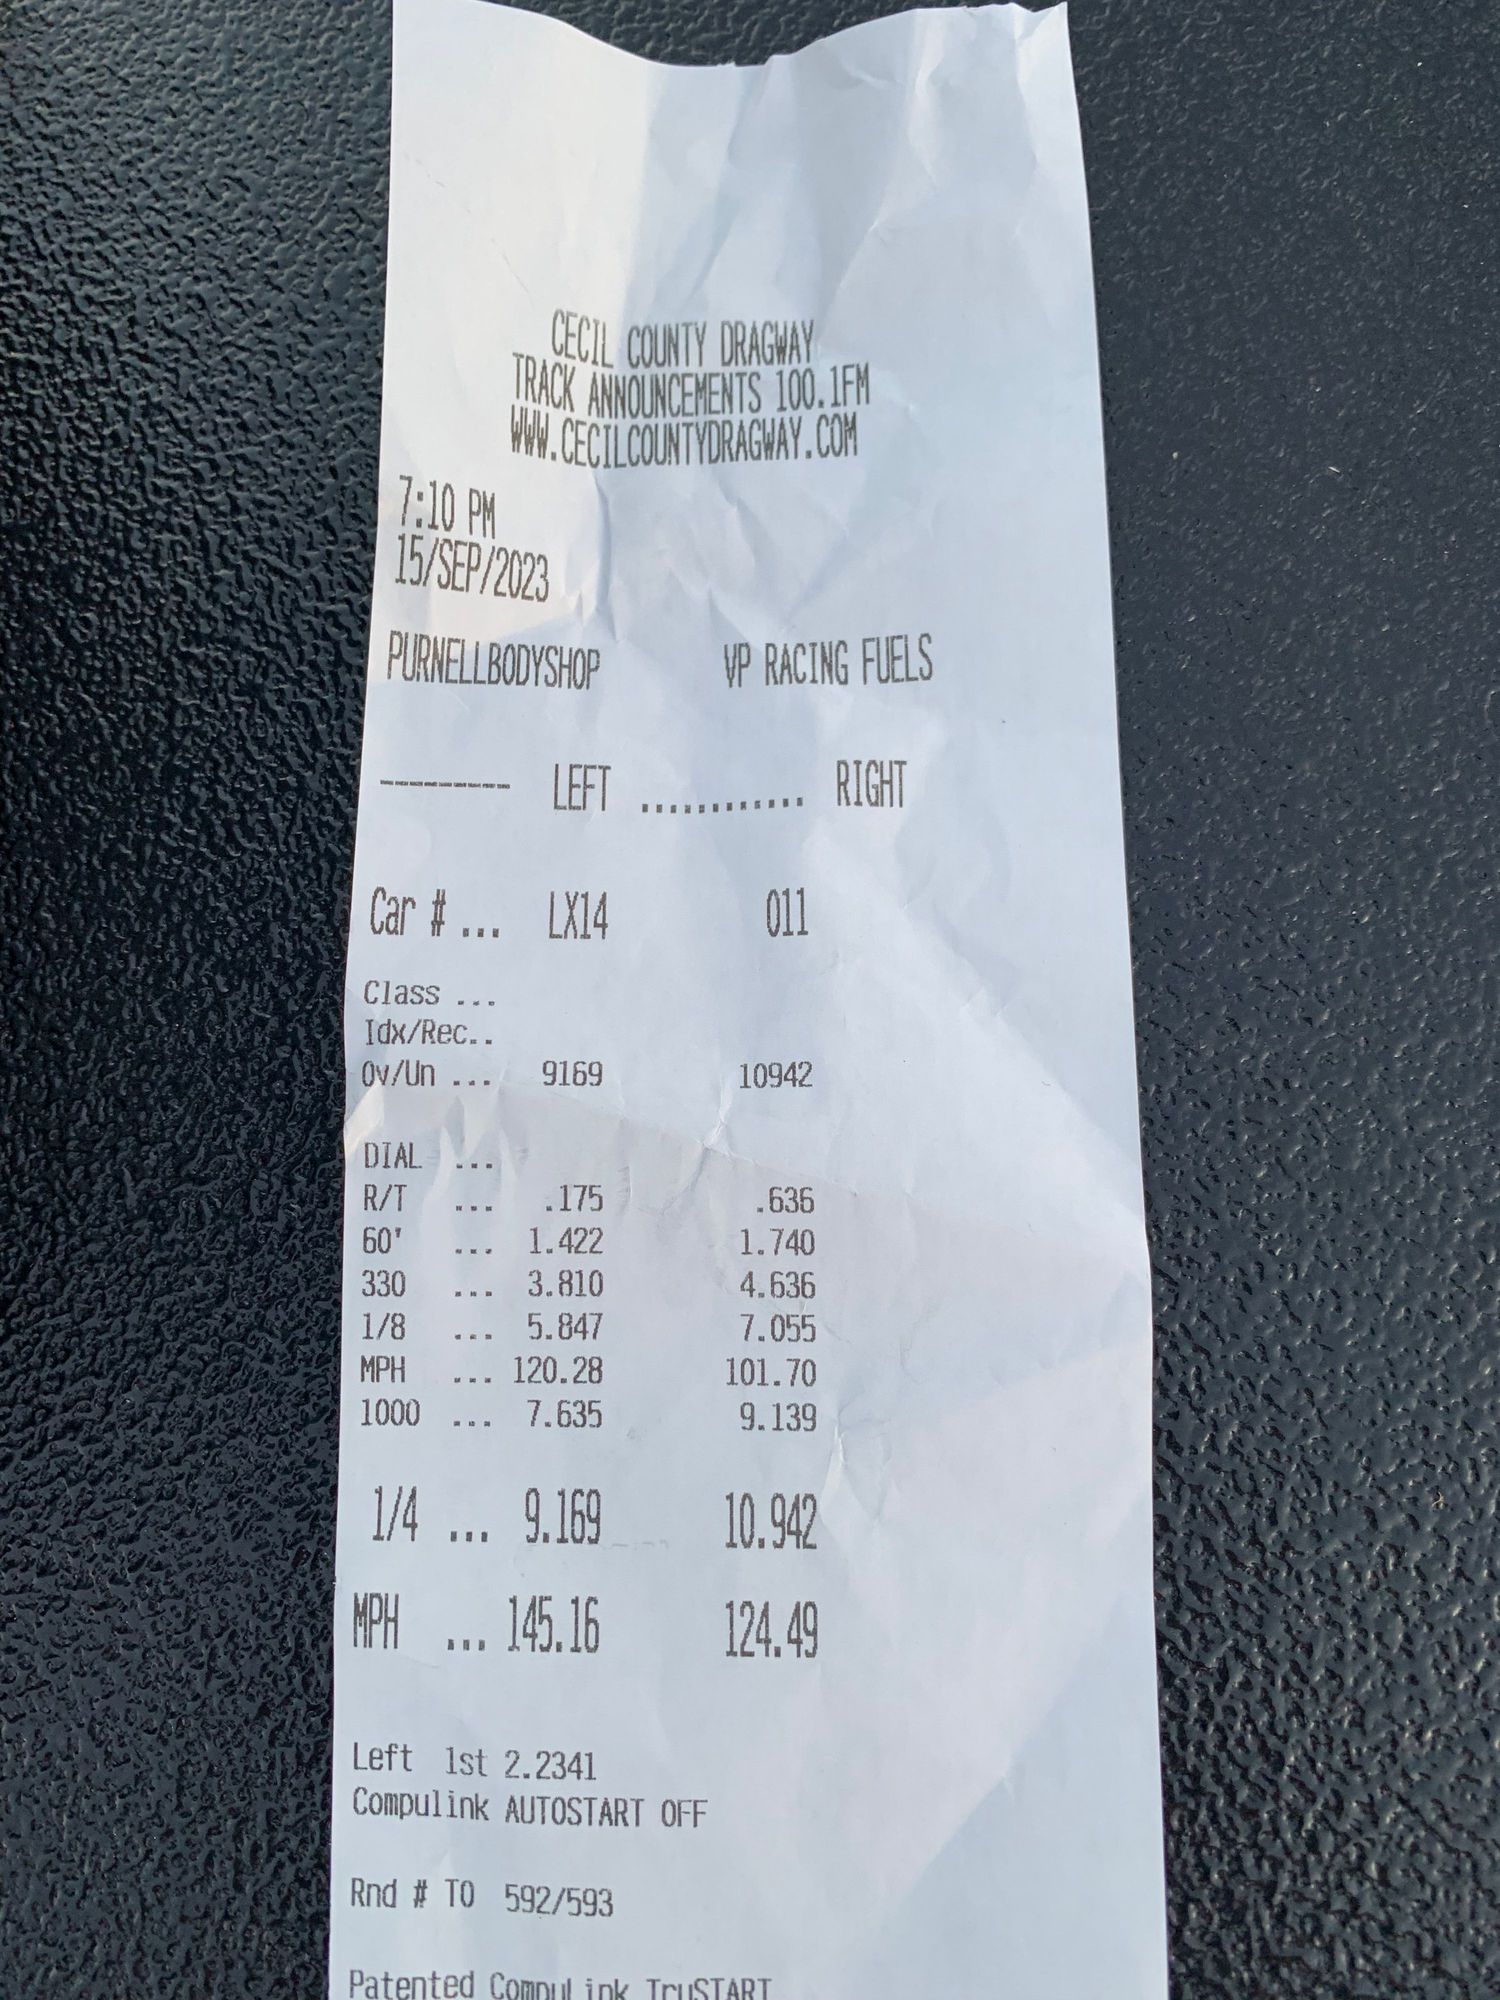 CECIL COUNTY DRAGWAY
TRACK ANNOUNCEMENTS 100.1FM
WWW.CECILCOUNTYDRAGWAY.COM
7:10 PM
15/SEP/2023
PURNELLBODYSHOP VP RACING FUELS
LEFT ............ RIGHT
Car # ... LX14 011
Class ...
Idx/Rec..
Ov/Un ... 9169 10942
DIAL ...
R/T ... .175 .636
60' ... 1.422 1.740
330 ... 3.810 4.636
1/8 ... 5.847 7.055
MPH ... 120.28 101.70
1000 ... 7.635 9.139
1/4 ... 9.169 10.942
MPH ... 145.16 124.49
Left 1st 2.2341
Compulink AUTOSTART OFF
Rnd # TO 592/593
Patented CompuLink TruSTART